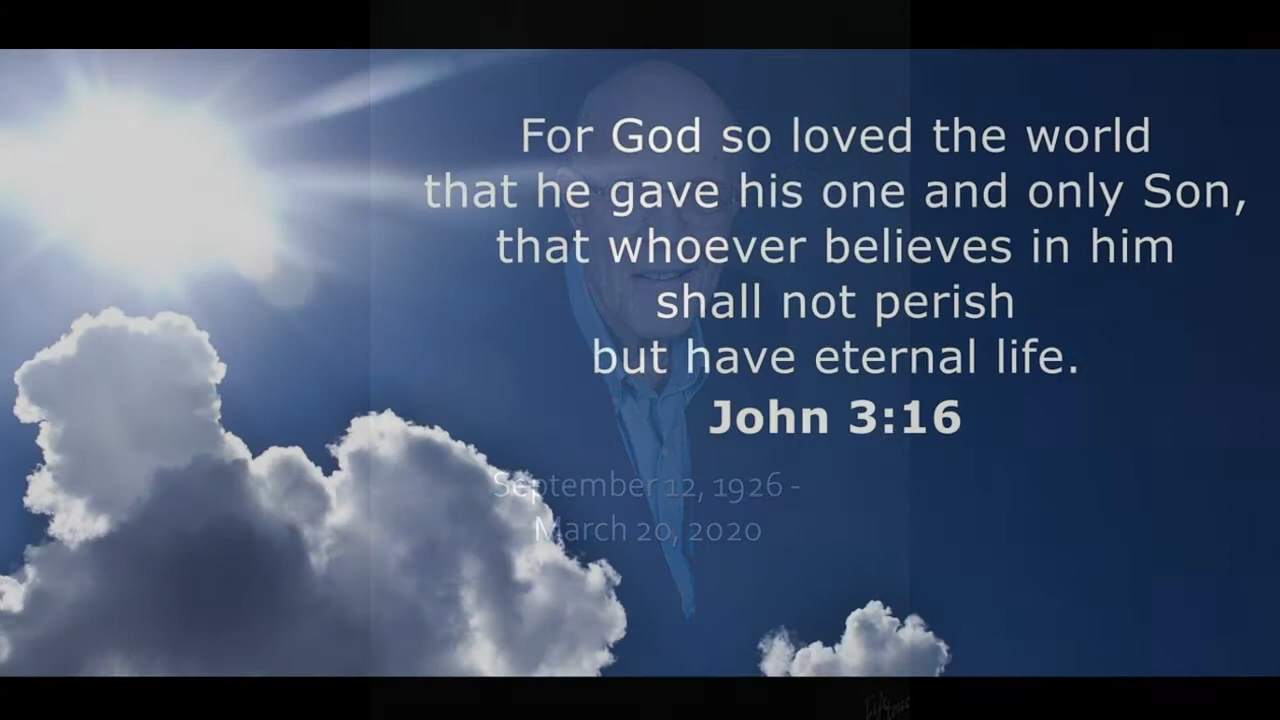 For God so loved the world
that he gave his one and only Son,
that whoever believes in him
shall not perish
but have eternal life.
John 3:16
September 12, 1926 -
March 20, 2020